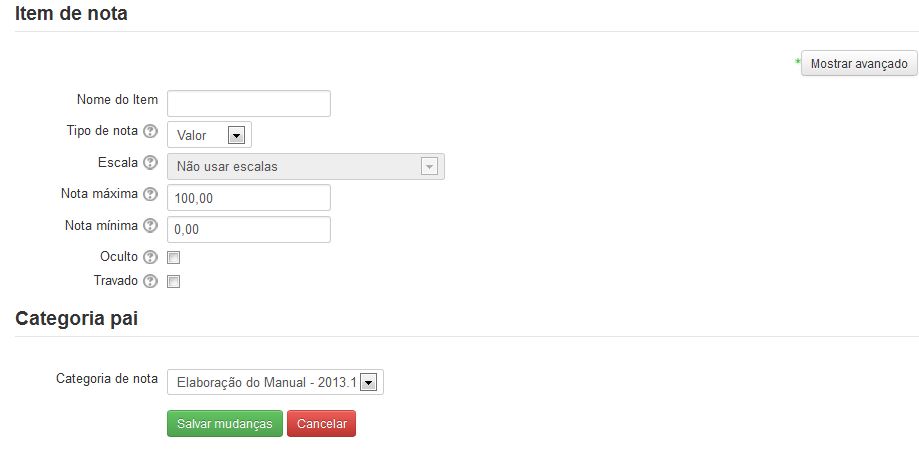 Item de nota
* Mostrar avançado
Nome do Item
Tipo de nota ? Valor
Escala ? Não usar escalas
Nota máxima ? 100,00
Nota mínima ? 0,00
Oculto ?
Travado ?
Categoria pai
Categoria de nota Elaboração do Manual - 2013.1
Salvar mudanças Cancelar